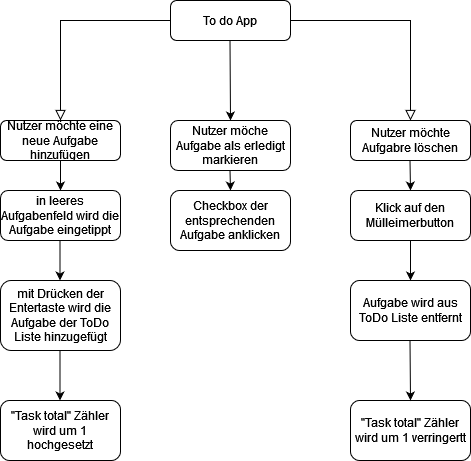 To do App
Nutzer möchte eine
neue Aufgabe
hinzufügen
Nutzer möche
Aufgabe als erledigt
markieren
Nutzer möchte
Aufgabre löschen
in leeres
Aufgabenfeld wird die
Aufgabe eingetippt
Checkbox der
entsprechenden
Aufgabe anklicken
Klick auf den
Mülleimerbutton
mit Drücken der
Entertaste wird die
Aufgabe der ToDo
Liste hinzugefügt
Aufgabe wird aus
ToDo Liste entfernt
"Task total" Zähler
wird um 1
hochgesetzt
"Task total" Zähler
wird um 1 verringertt